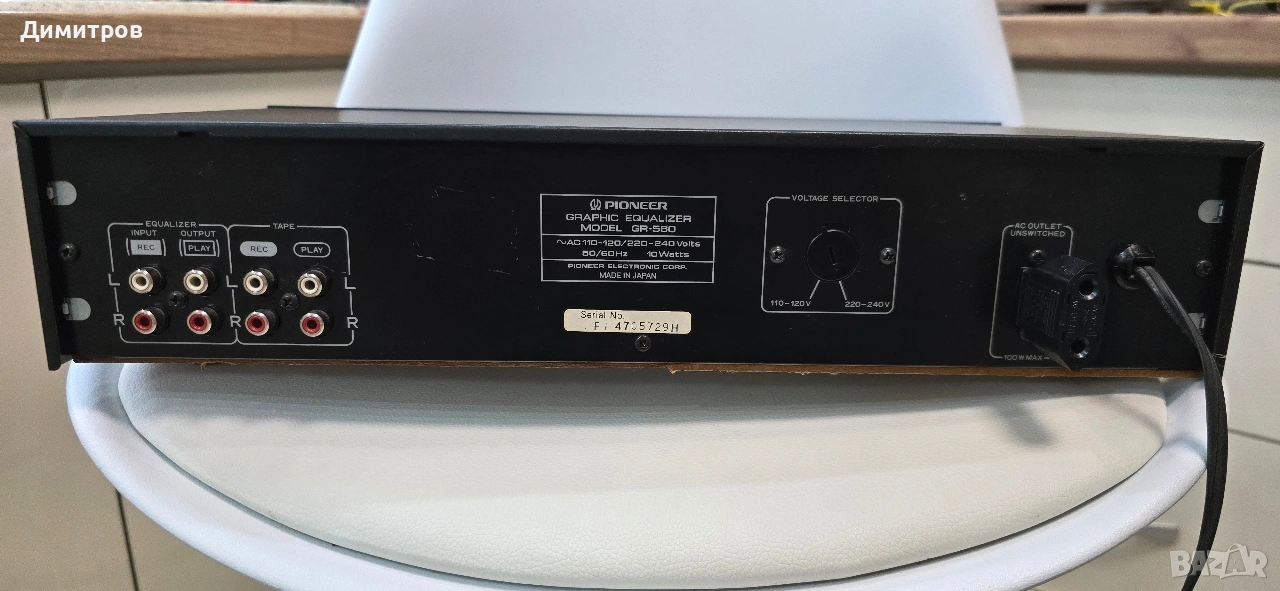 Димитров
EQUALIZER
INPUT OUTPUT
REC PLAY
TAPE
REC PLAY
L L
R R
PIONEER
GRAPHIC EQUALIZER
MODEL GR-560
~AC 110-120/220-240 Volts
50/60Hz 10 Watts
PIONEER ELECTRONIC CORP.
MADE IN JAPAN
Serial No.
4735729H
VOLTAGE SELECTOR
110-120V 220-240V
AC OUTLET
UNSWITCHED
100W MAX
BAZAR